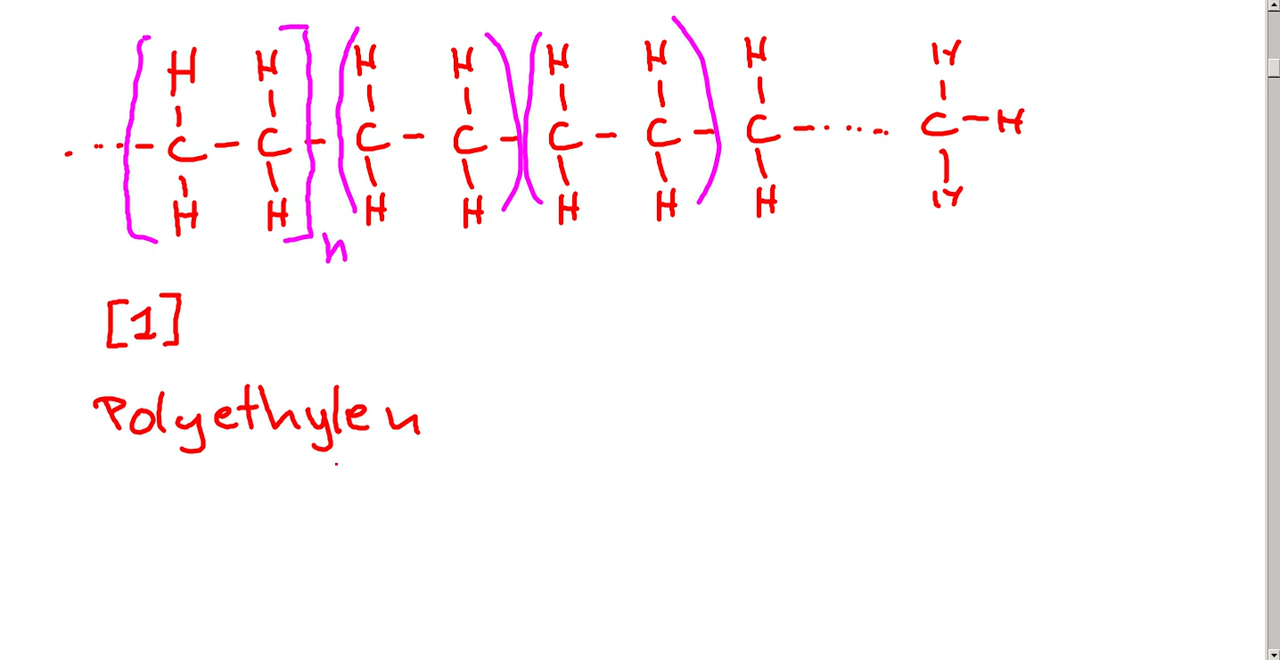 H H H H H H H H
··· - C - C - C - C - C - C - C - ····· C - H
H H H H H H H H
n
[1]
Polyethylen